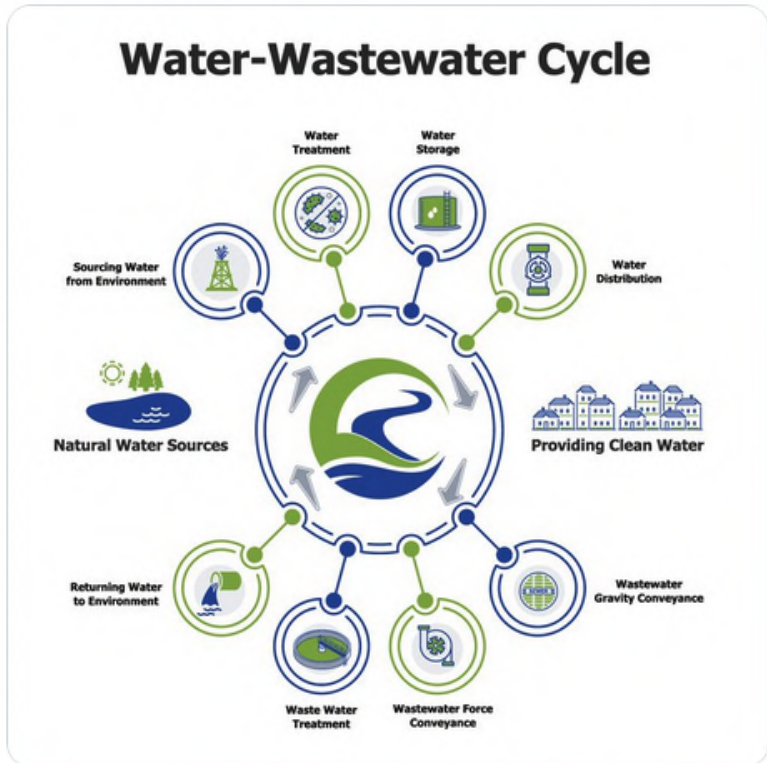 Water-Wastewater Cycle
Water
Treatment
Water
Storage
Sourcing Water
from Environment
Water
Distribution
Natural Water Sources
Providing Clean Water
Returning Water
to Environment
SEWER
Wastewater
Gravity Conveyance
Waste Water
Treatment
Wastewater Force
Conveyance